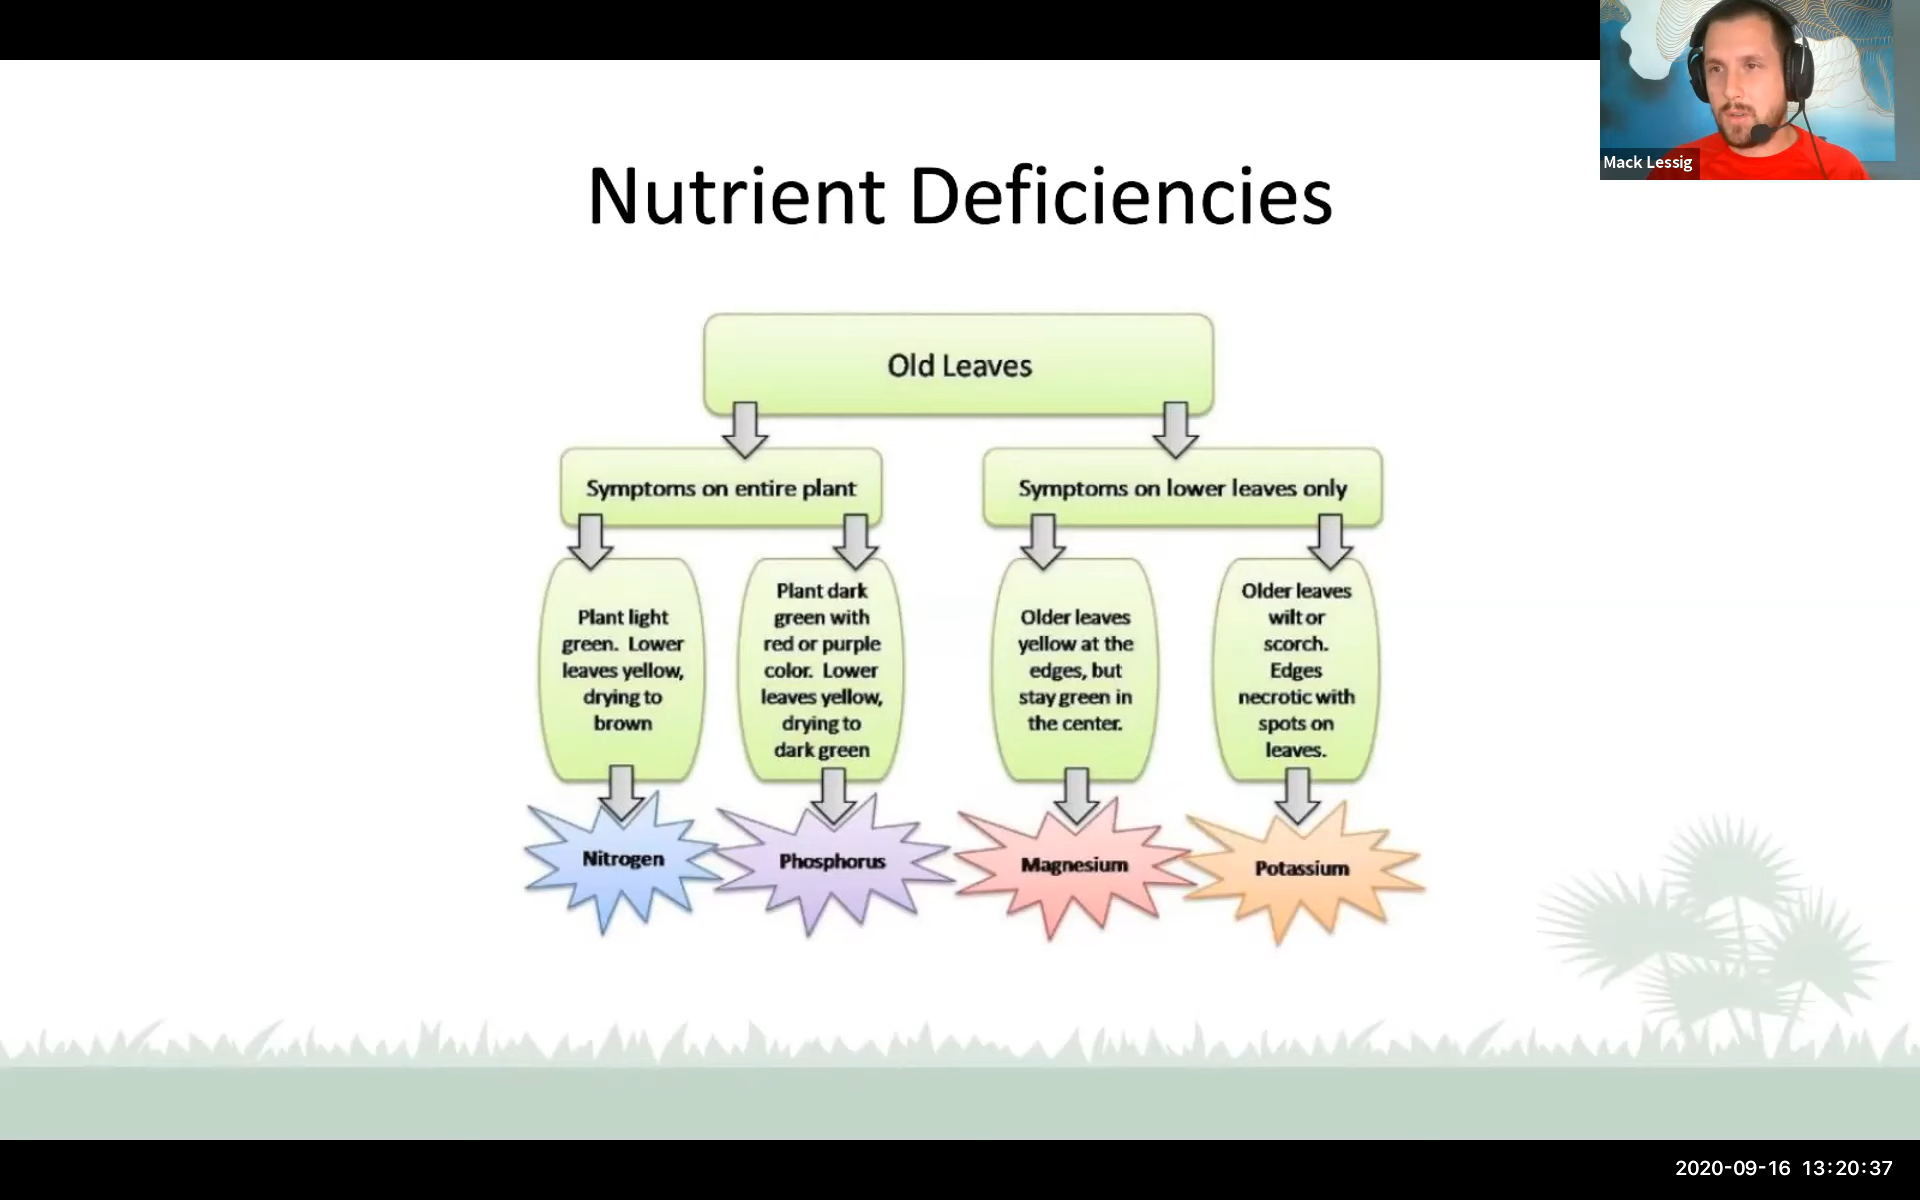 Mack Lessig
Nutrient Deficiencies
Old Leaves
Symptoms on entire plant
Symptoms on lower leaves only
Plant light
green. Lower
leaves yellow,
drying to
brown
Plant dark
green with
red or purple
color. Lower
leaves yellow,
drying to
dark green
Older leaves
yellow at the
edges, but
stay green in
the center.
Older leaves
wilt or
scorch.
Edges
necrotic with
spots on
leaves.
Nitrogen
Phosphorus
Magnesium
Potassium
2020-09-16 13:20:37